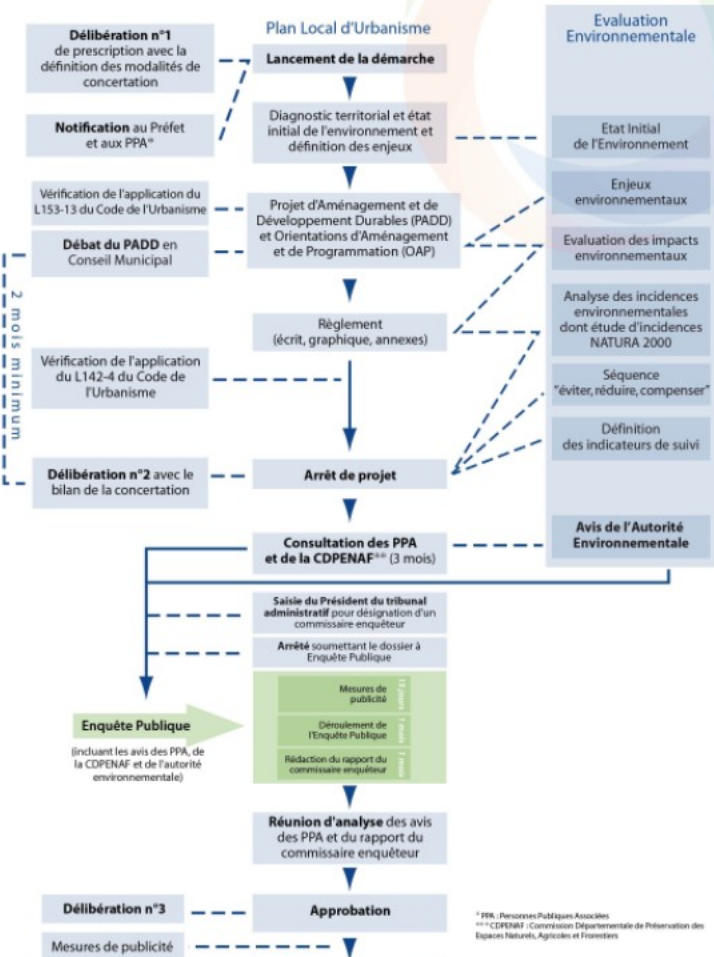 Plan Local d'Urbanisme
Evaluation
Environnementale
Délibération n°1
de prescription avec la
définition des modalités de
concertation
Notification au Préfet
et aux PPA*
Lancement de la démarche
Diagnostic territorial et état
initial de l'environnement et
définition des enjeux
Etat Initial
de l'Environnement
Vérification de l'application du
L153-13 du Code de l'Urbanisme
Débat du PADD en
Conseil Municipal
Projet d'Aménagement et de
Développement Durables (PADD)
et Orientations d'Aménagement
et de Programmation (OAP)
Enjeux
environnementaux
Evaluation des impacts
environnementaux
2 mois minimum
Règlement
(écrit, graphique, annexes)
Analyse des incidences
environnementales
dont étude d'incidences
NATURA 2000
Vérification de l'application
du L142-4 du Code de
l'Urbanisme
Séquence
"éviter, réduire, compenser"
Définition
des indicateurs de suivi
Délibération n°2 avec le
bilan de la concertation
Arrêt de projet
Consultation des PPA
et de la CDPENAF** (3 mois)
Avis de l'Autorité
Environnementale
Saisie du Président du tribunal
administratif pour désignation d'un
commissaire enquêteur
Arrêté soumettant le dossier à
Enquête Publique
Enquête Publique
(incluant les avis des PPA, de
la CDPENAF et de l'autorité
environnementale)
Mesures de
publicité
15 jours
Déroulement de
l'Enquête Publique
1 mois
Rédaction du rapport du
commissaire enquêteur
1 mois
Réunion d'analyse des avis
des PPA et du rapport du
commissaire enquêteur
Délibération n°3
Approbation
Mesures de publicité
* PPA : Personnes Publiques Associées
*** CDPENAF : Commission Départementale de Préservation des
Espaces Naturels, Agricoles et Frorestiers